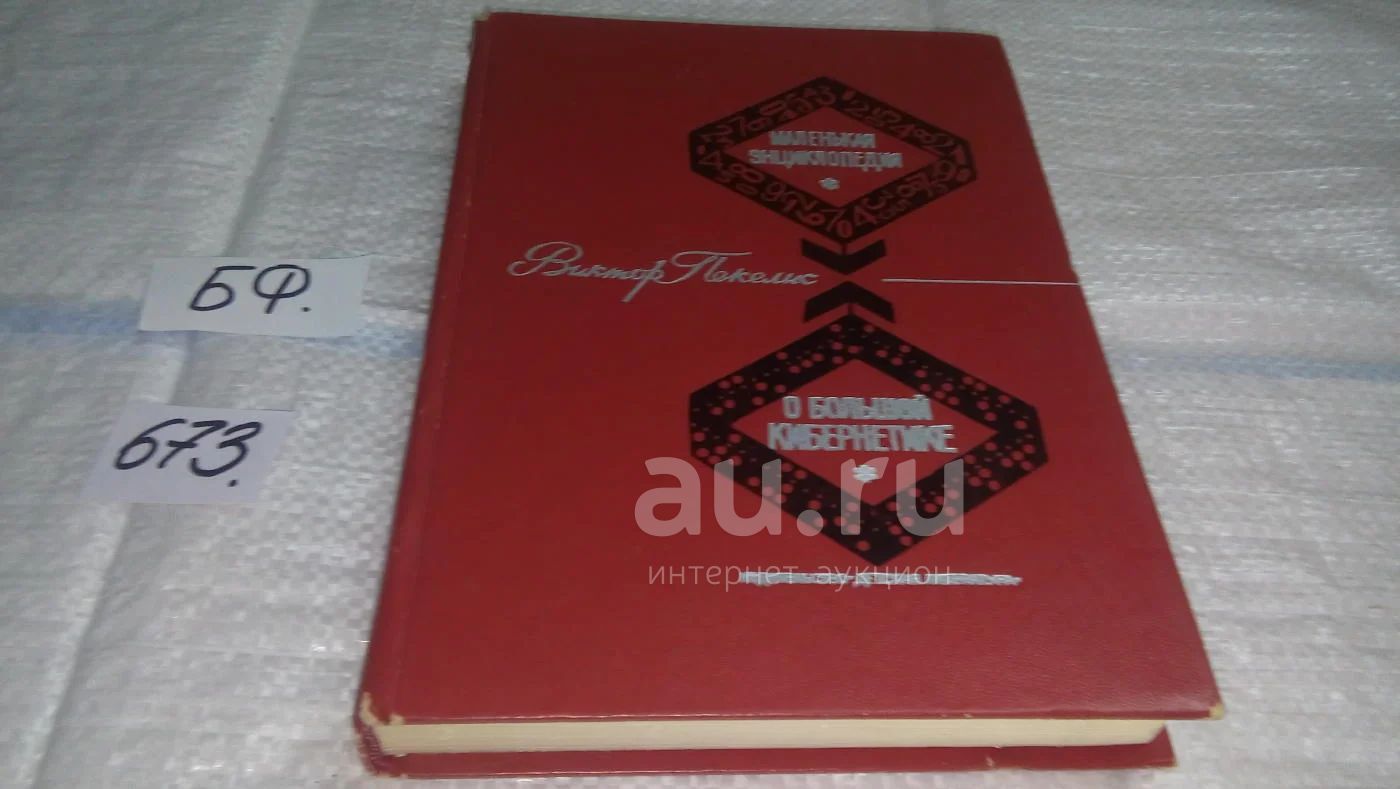 МАЛЕНЬКАЯ
ЭНЦИКЛОПЕДИЯ
Виктор Пекелис
О БОЛЬШОЙ
КИБЕРНЕТИКЕ
БФ.
673.
au.ru
интернет аукцион